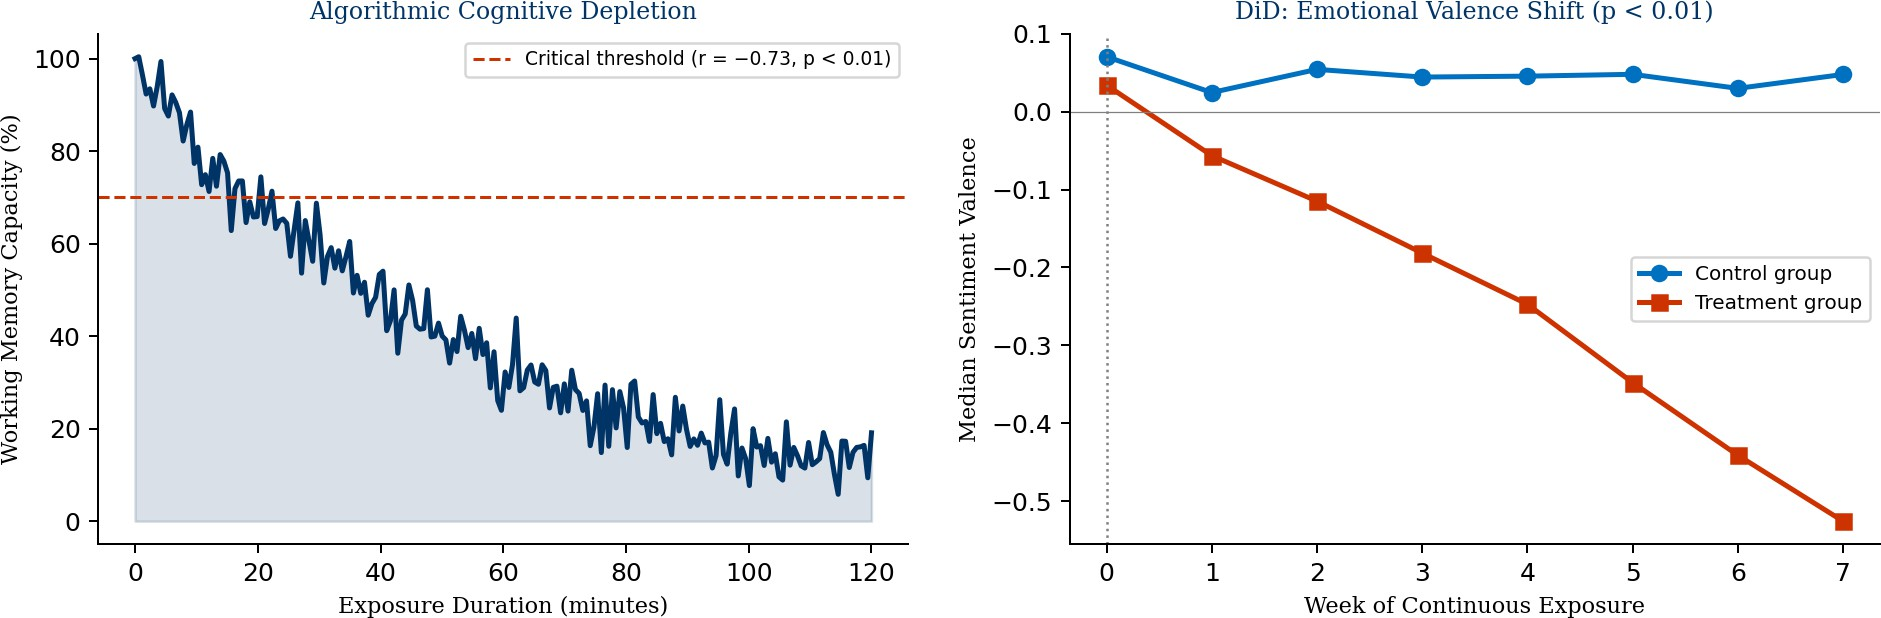 Algorithmic Cognitive Depletion
Critical threshold (r = −0.73, p < 0.01)
Working Memory Capacity (%)
100
80
60
40
20
0
0 20 40 60 80 100 120
Exposure Duration (minutes)
DiD: Emotional Valence Shift (p < 0.01)
Median Sentiment Valence
0.1
0.0
−0.1
−0.2
−0.3
−0.4
−0.5
Control group
Treatment group
0 1 2 3 4 5 6 7
Week of Continuous Exposure